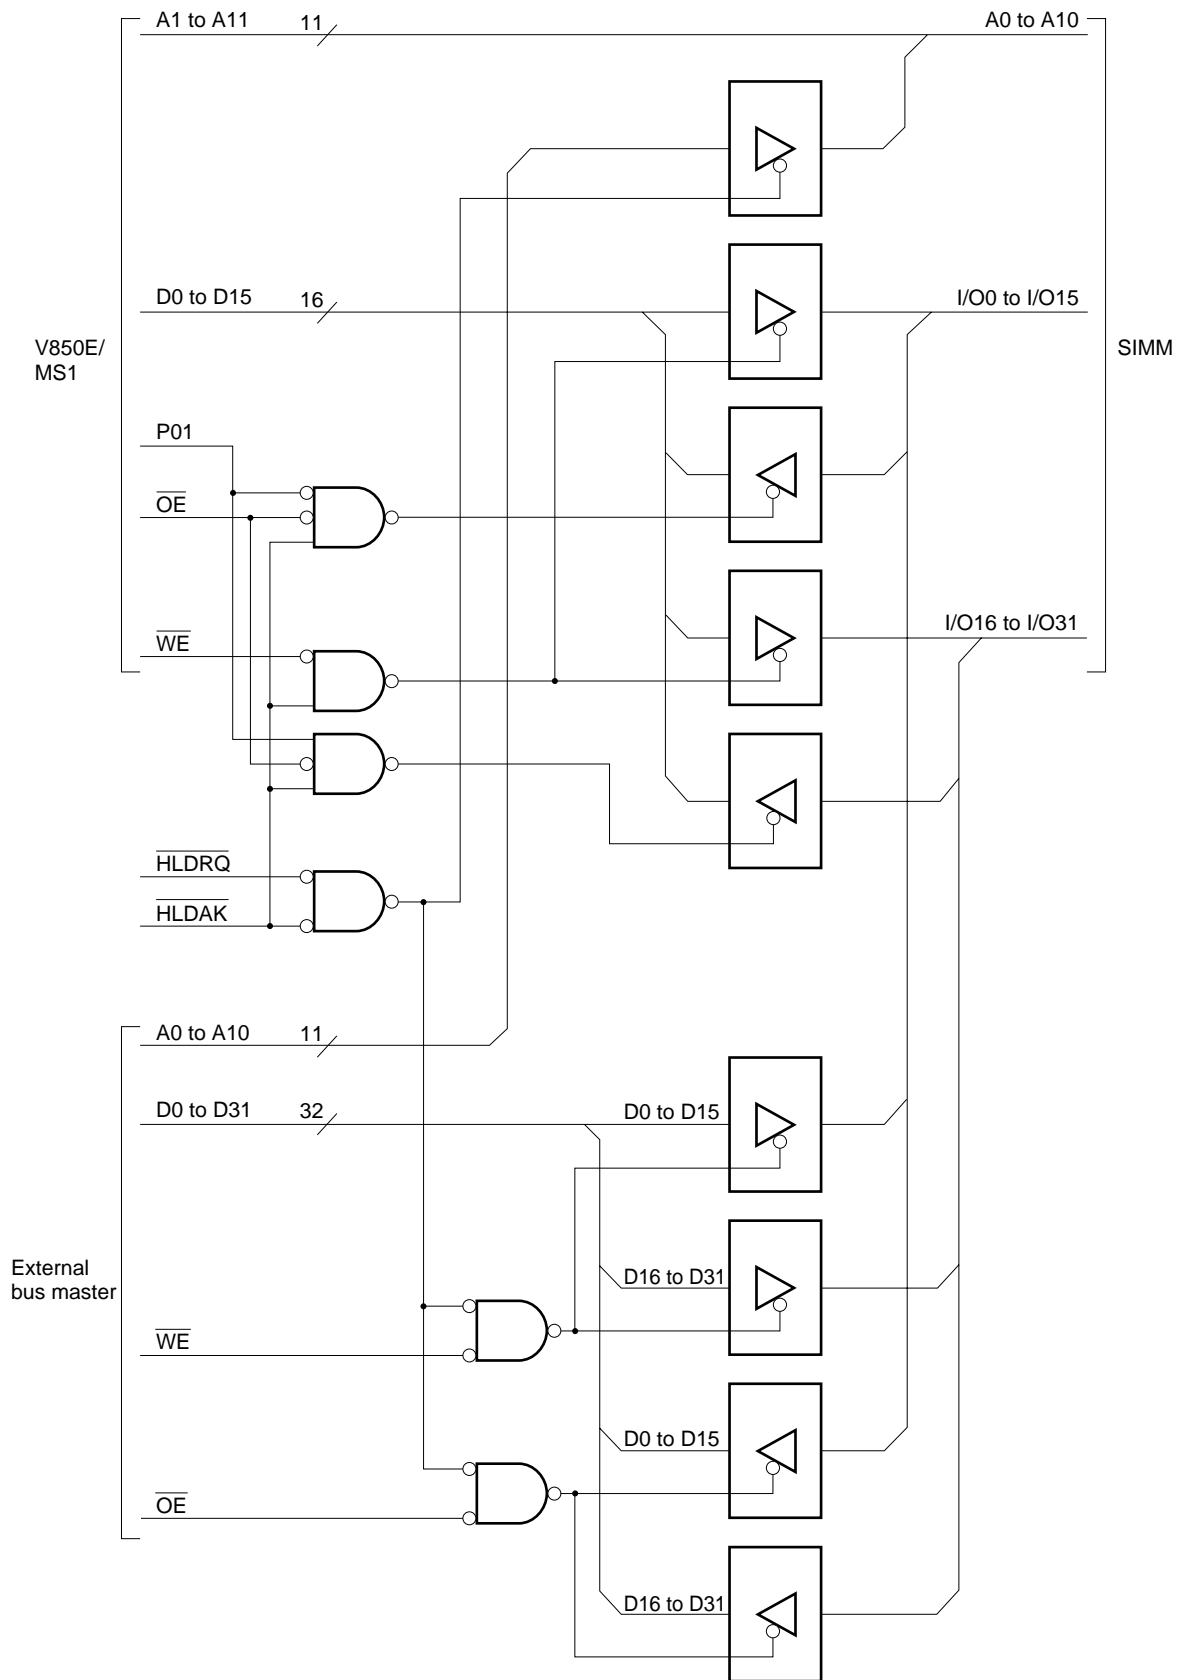 A1 to A11 11 A0 to A10
D0 to D15 16 I/O0 to I/O15
V850E/
MS1
SIMM
P01
OE
I/O16 to I/O31
WE
HLDRQ
HLDAK
A0 to A10 11
D0 to D31 32 D0 to D15
External
bus master
D16 to D31
WE
D0 to D15
OE
D16 to D31